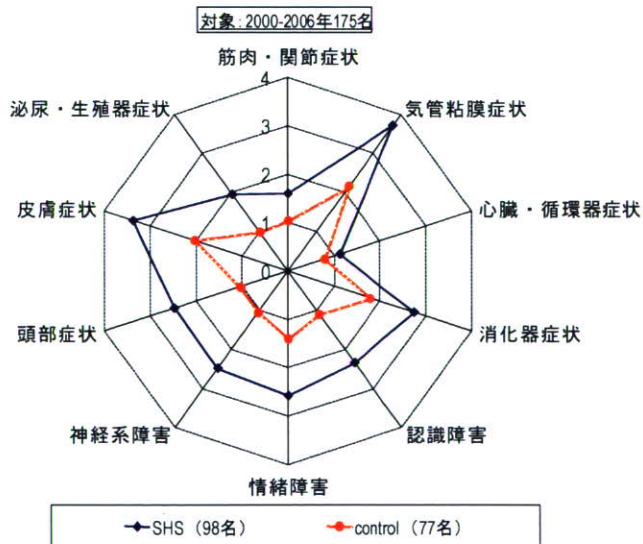 対象：2000-2006年175名
筋肉・関節症状
泌尿・生殖器症状
気管粘膜症状
皮膚症状
心臓・循環器症状
頭部症状
消化器症状
神経系障害
認識障害
情緒障害
4
3
2
1
0
SHS（98名）
control（77名）